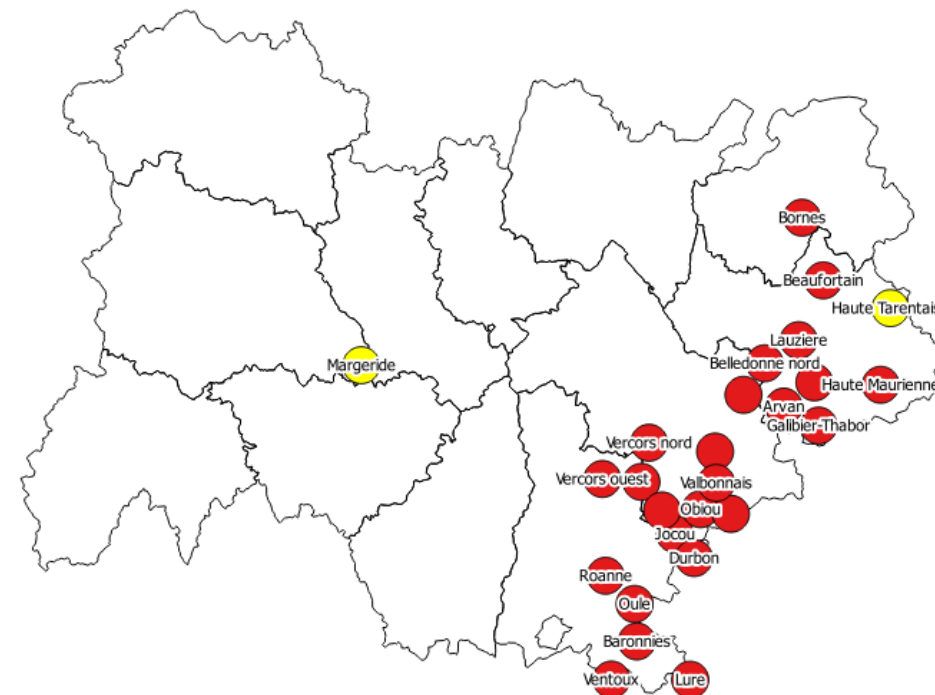 Bornes
Beaufortain
Haute Tarentais
Lauziere
Belledonne nord
Margeride
Haute Maurienne
Arvan
Galibier-Thabor
Vercors nord
Vercors ouest
Valbonnais
Obiou
Jocou
Durbon
Roanne
Oule
Baronnies
Ventoux
Lure